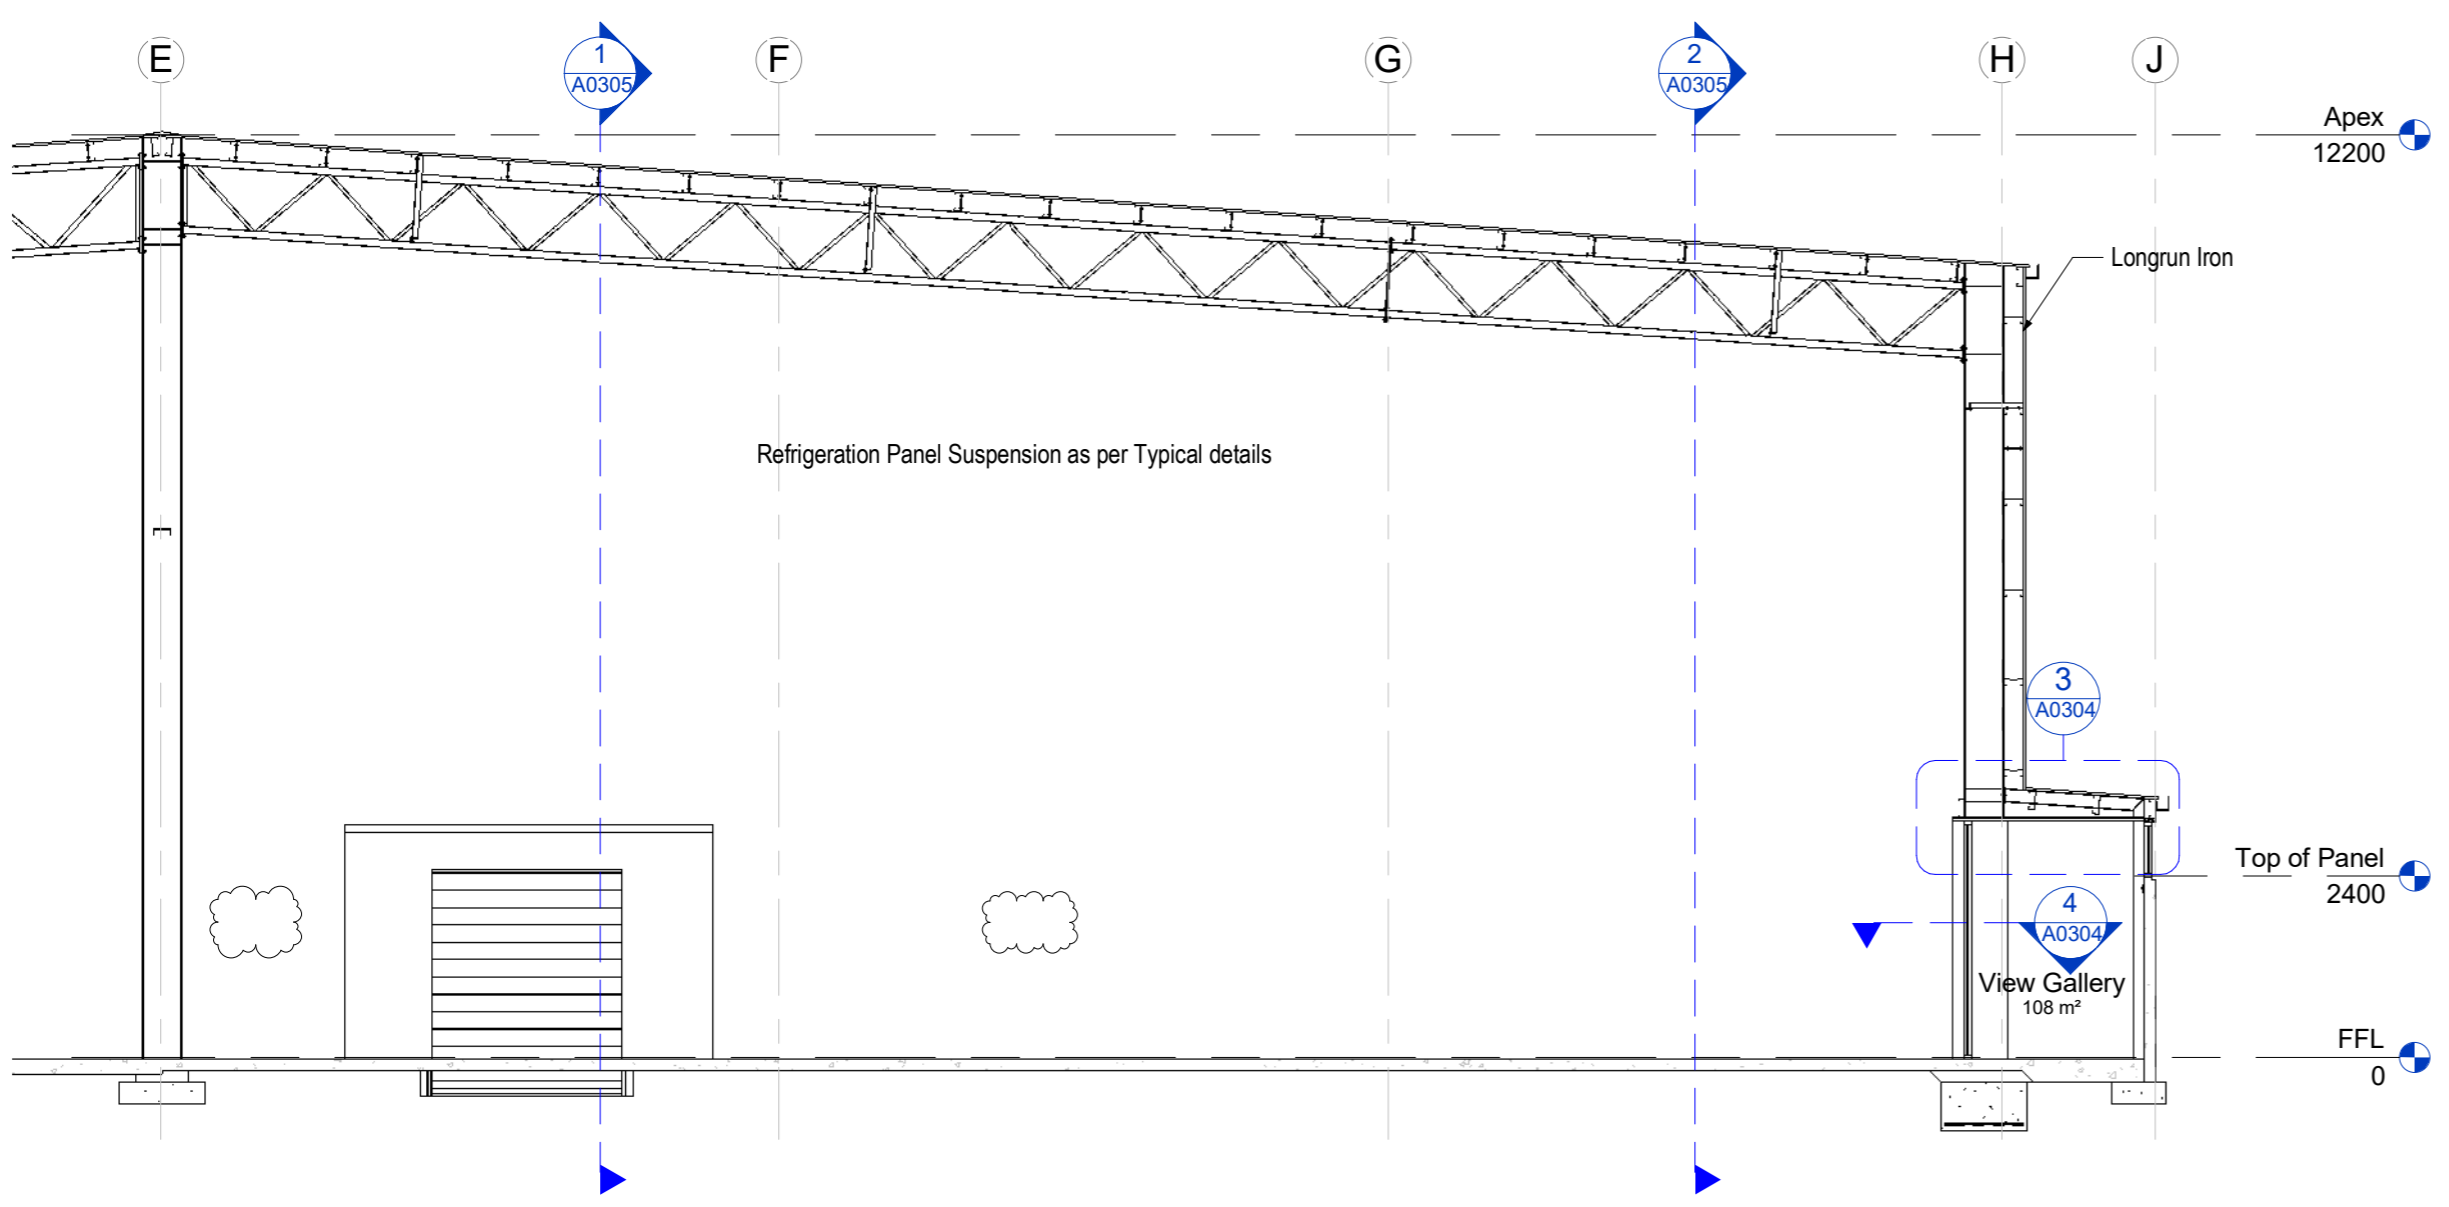 E
1
A0305
F
G
2
A0305
H
J
Apex
12200
Longrun Iron
Refrigeration Panel Suspension as per Typical details
3
A0304
Top of Panel
2400
4
A0304
View Gallery
108 m²
FFL
0